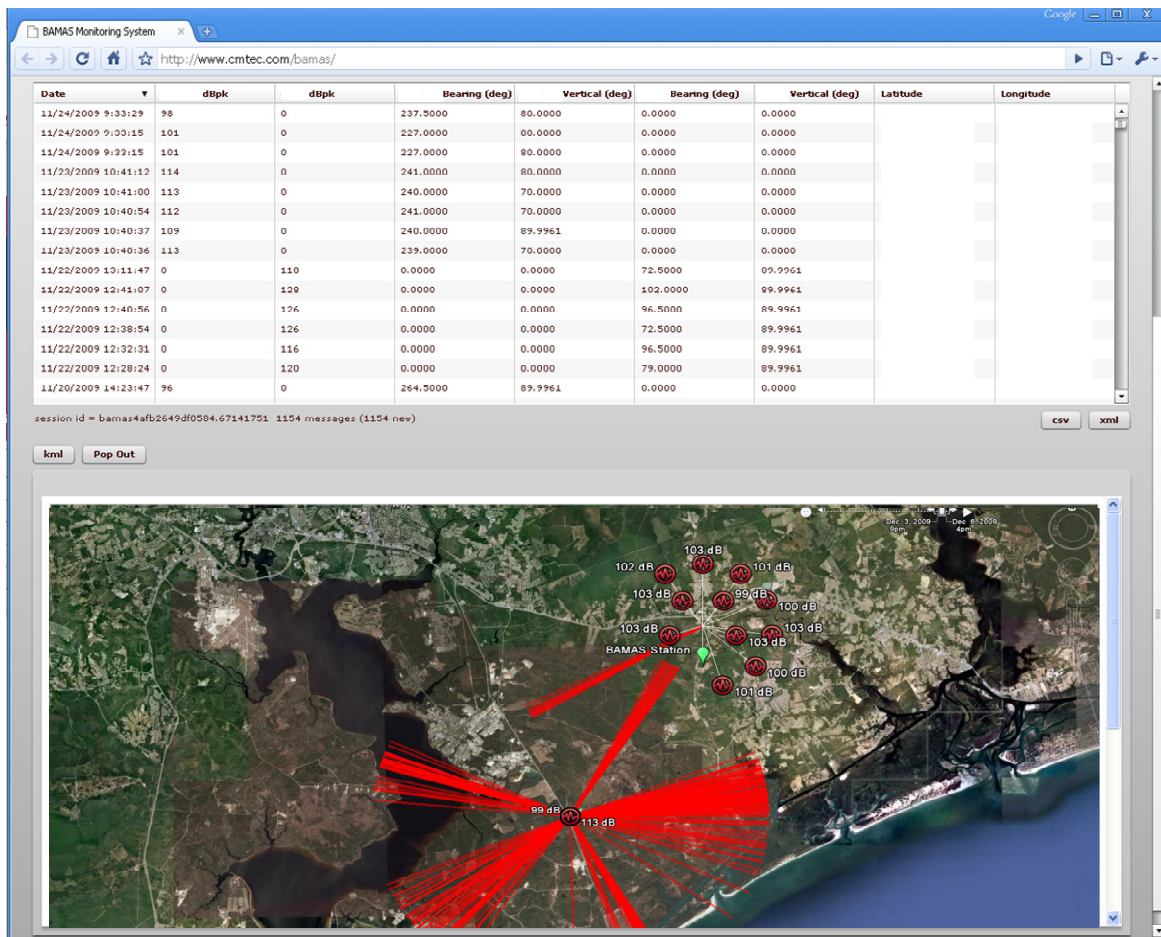 Google
BAMAS Monitoring System
http://www.cmtec.com/bamas/
Date dBpk dBpk Bearing (deg) Vertical (deg) Bearing (deg) Vertical (deg) Latitude Longitude
11/24/2009 9:33:29 98 0 237.5000 80.0000 0.0000 0.0000
11/24/2009 9:33:15 101 0 227.0000 80.0000 0.0000 0.0000
11/24/2009 9:33:15 101 0 227.0000 80.0000 0.0000 0.0000
11/23/2009 10:41:12 114 0 241.0000 80.0000 0.0000 0.0000
11/23/2009 10:41:00 113 0 240.0000 70.0000 0.0000 0.0000
11/23/2009 10:40:54 112 0 241.0000 70.0000 0.0000 0.0000
11/23/2009 10:40:37 109 0 240.0000 89.9961 0.0000 0.0000
11/23/2009 10:40:36 113 0 239.0000 70.0000 0.0000 0.0000
11/22/2009 13:11:47 0 110 0.0000 0.0000 72.5000 89.9961
11/22/2009 12:41:07 0 128 0.0000 0.0000 102.0000 89.9961
11/22/2009 12:40:56 0 126 0.0000 0.0000 96.5000 89.9961
11/22/2009 12:38:54 0 126 0.0000 0.0000 72.5000 89.9961
11/22/2009 12:32:31 0 116 0.0000 0.0000 96.5000 89.9961
11/22/2009 12:28:24 0 120 0.0000 0.0000 79.0000 89.9961
11/20/2009 14:23:47 96 0 264.5000 89.9961 0.0000 0.0000
session id = bamas4afb2649df0584.67141751 1154 messages (1154 new)
csv xml
kml Pop Out
Dec 3, 2009 Dec 6, 2009
9pm 4pm
103 dB
102 dB 101 dB
103 dB 99 dB
100 dB
103 dB 103 dB
103 dB
BAMAS Station
100 dB
101 dB
99 dB
113 dB